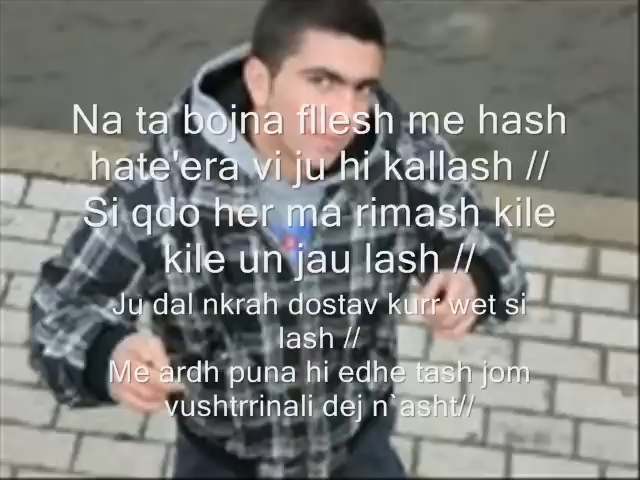 Na ta bojna fllesh me hash
hate'era vi ju hi kallash //
Si qdo her ma rimash kile
kile un jau lash //
Ju dal nkrah dostav kurr wet si
lash //
Me ardh puna hi edhe tash jom
vushtrrinali dej n`asht//